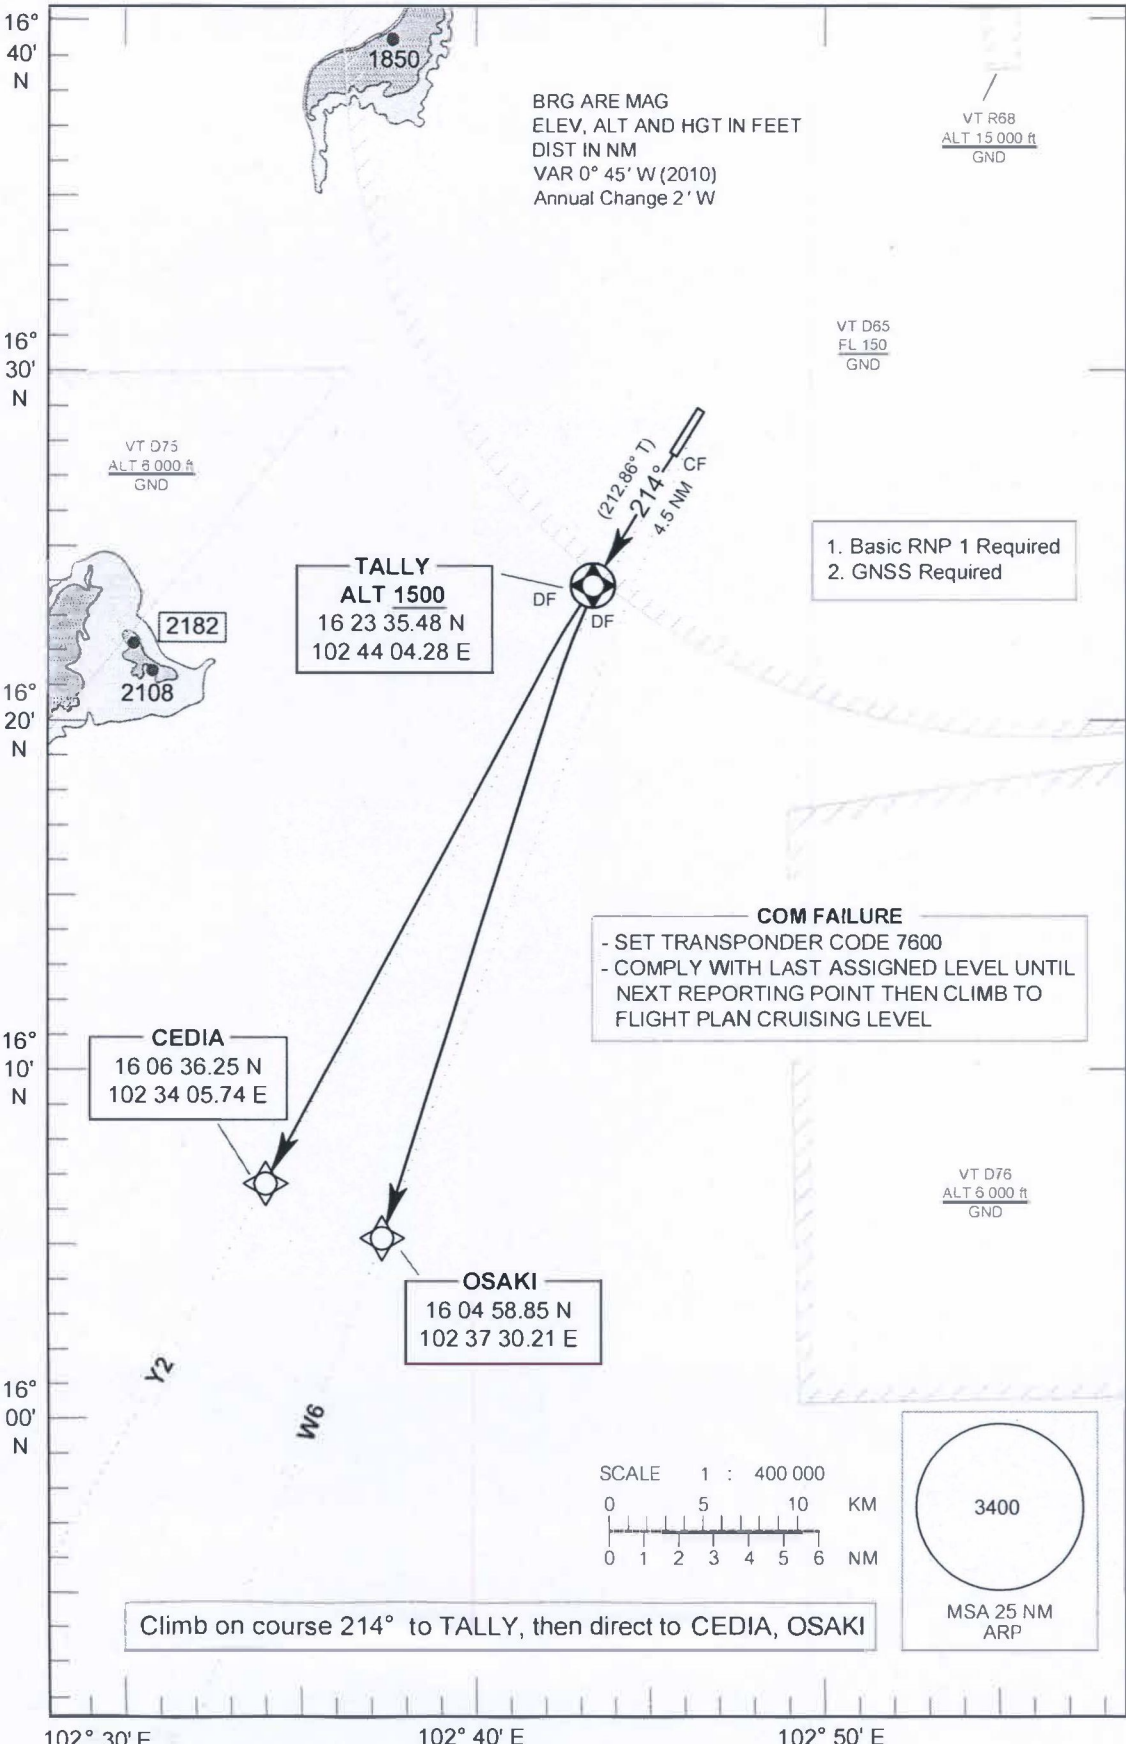 16°
40'
N
1850
BRG ARE MAG
ELEV, ALT AND HGT IN FEET
DIST IN NM
VAR 0° 45' W (2010)
Annual Change 2' W
VT R68
ALT 15 000 ft
GND
16°
30'
N
VT D65
FL 150
GND
VT D75
ALT 6 000 ft
GND
(212.86° T)
214°
4.5 NM
CF
1. Basic RNP 1 Required
2. GNSS Required
TALLY
ALT 1500
16 23 35.48 N
102 44 04.28 E
DF
DF
2182
2108
16°
20'
N
COM FAILURE
- SET TRANSPONDER CODE 7600
- COMPLY WITH LAST ASSIGNED LEVEL UNTIL
NEXT REPORTING POINT THEN CLIMB TO
FLIGHT PLAN CRUISING LEVEL
16°
10'
N
CEDIA
16 06 36.25 N
102 34 05.74 E
VT D76
ALT 6 000 ft
GND
OSAKI
16 04 58.85 N
102 37 30.21 E
Y2
W6
16°
00'
N
SCALE 1 : 400 000
0 5 10 KM
0 1 2 3 4 5 6 NM
3400
MSA 25 NM
ARP
Climb on course 214° to TALLY, then direct to CEDIA, OSAKI
102° 30' E
102° 40' E
102° 50' E